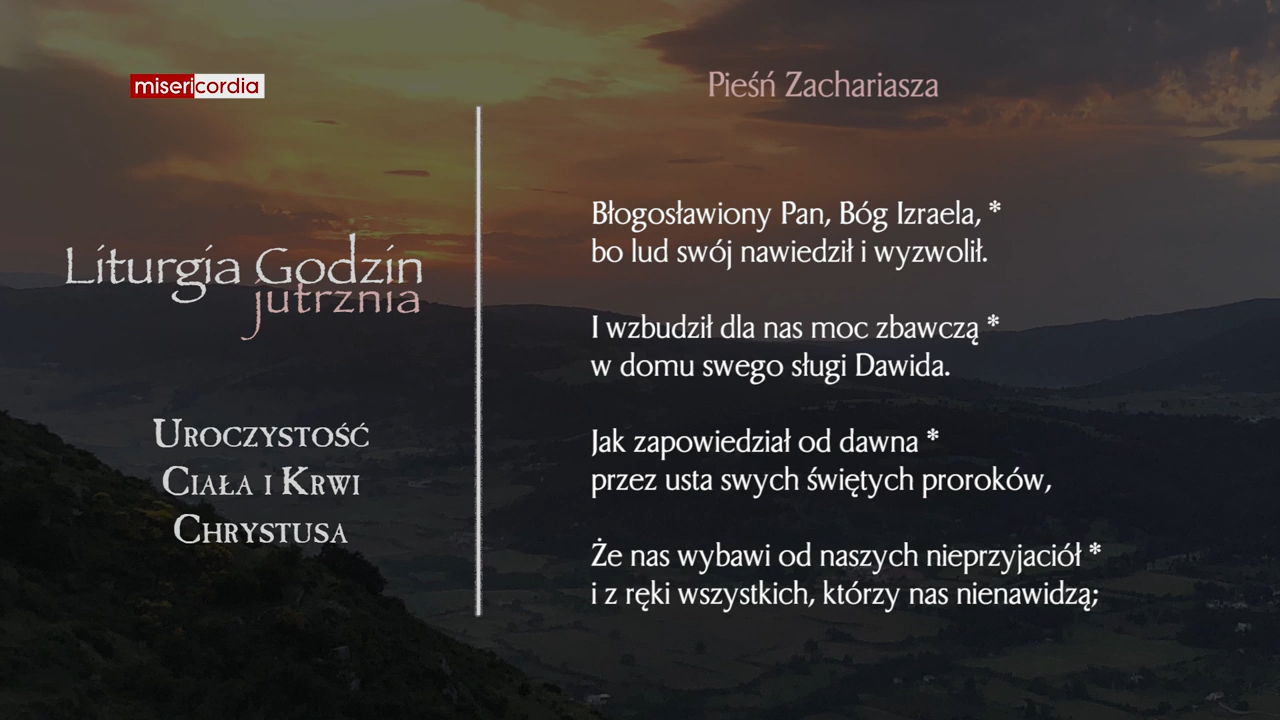 misericordia
Liturgia Godzin
jutrznia
Uroczystość
Ciała i Krwi
Chrystusa
Pieśń Zachariasza
Błogosławiony Pan, Bóg Izraela, *
bo lud swój nawiedził i wyzwolił.
I wzbudził dla nas moc zbawczą *
w domu swego sługi Dawida.
Jak zapowiedział od dawna *
przez usta swych świętych proroków,
Że nas wybawi od naszych nieprzyjaciół *
i z ręki wszystkich, którzy nas nienawidzą;